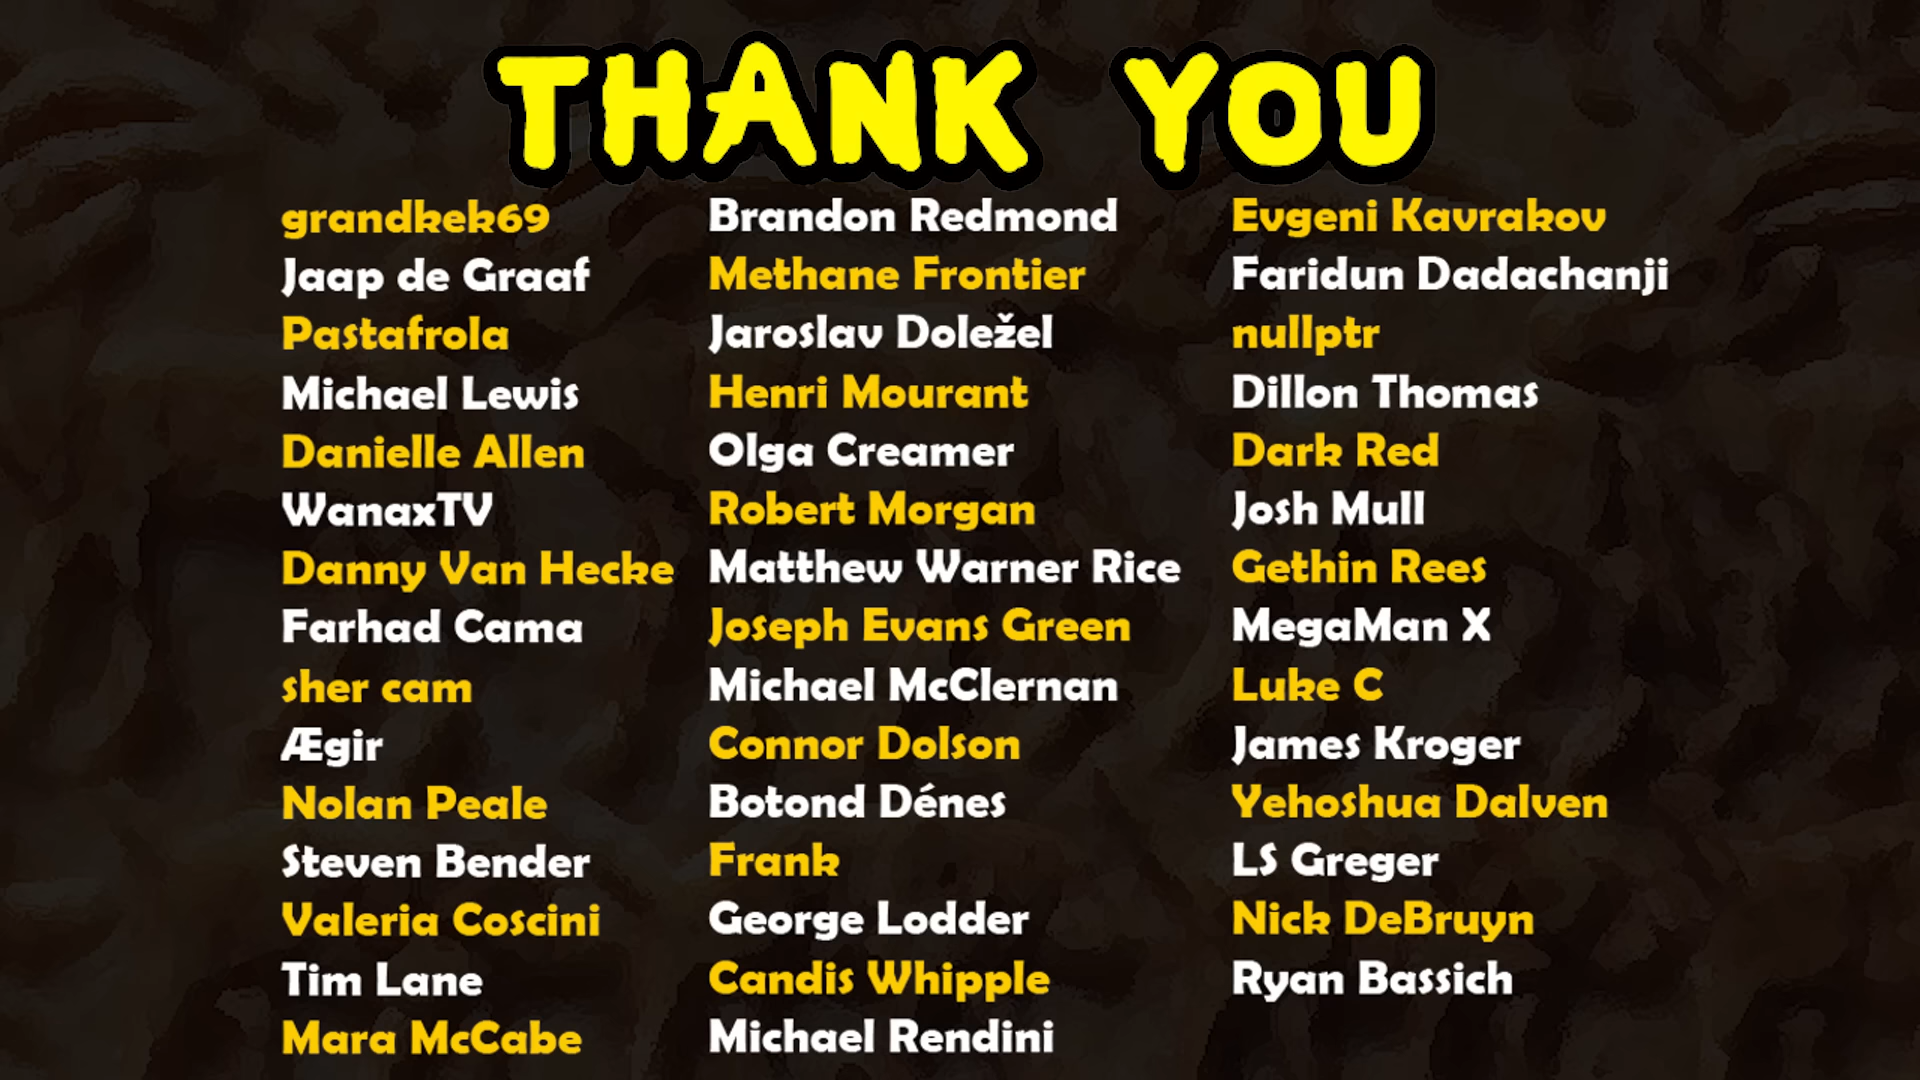 THANK YOU
grandkek69
Jaap de Graaf
Pastafrola
Michael Lewis
Danielle Allen
WanaxTV
Danny Van Hecke
Farhad Cama
sher cam
Ægir
Nolan Peale
Steven Bender
Valeria Coscini
Tim Lane
Mara McCabe
Brandon Redmond
Methane Frontier
Jaroslav Doležel
Henri Mourant
Olga Creamer
Robert Morgan
Matthew Warner Rice
Joseph Evans Green
Michael McClernan
Connor Dolson
Botond Dénes
Frank
George Lodder
Candis Whipple
Michael Rendini
Evgeni Kavrakov
Faridun Dadachanji
nullptr
Dillon Thomas
Dark Red
Josh Mull
Gethin Rees
MegaMan X
Luke C
James Kroger
Yehoshua Dalven
LS Greger
Nick DeBruyn
Ryan Bassich